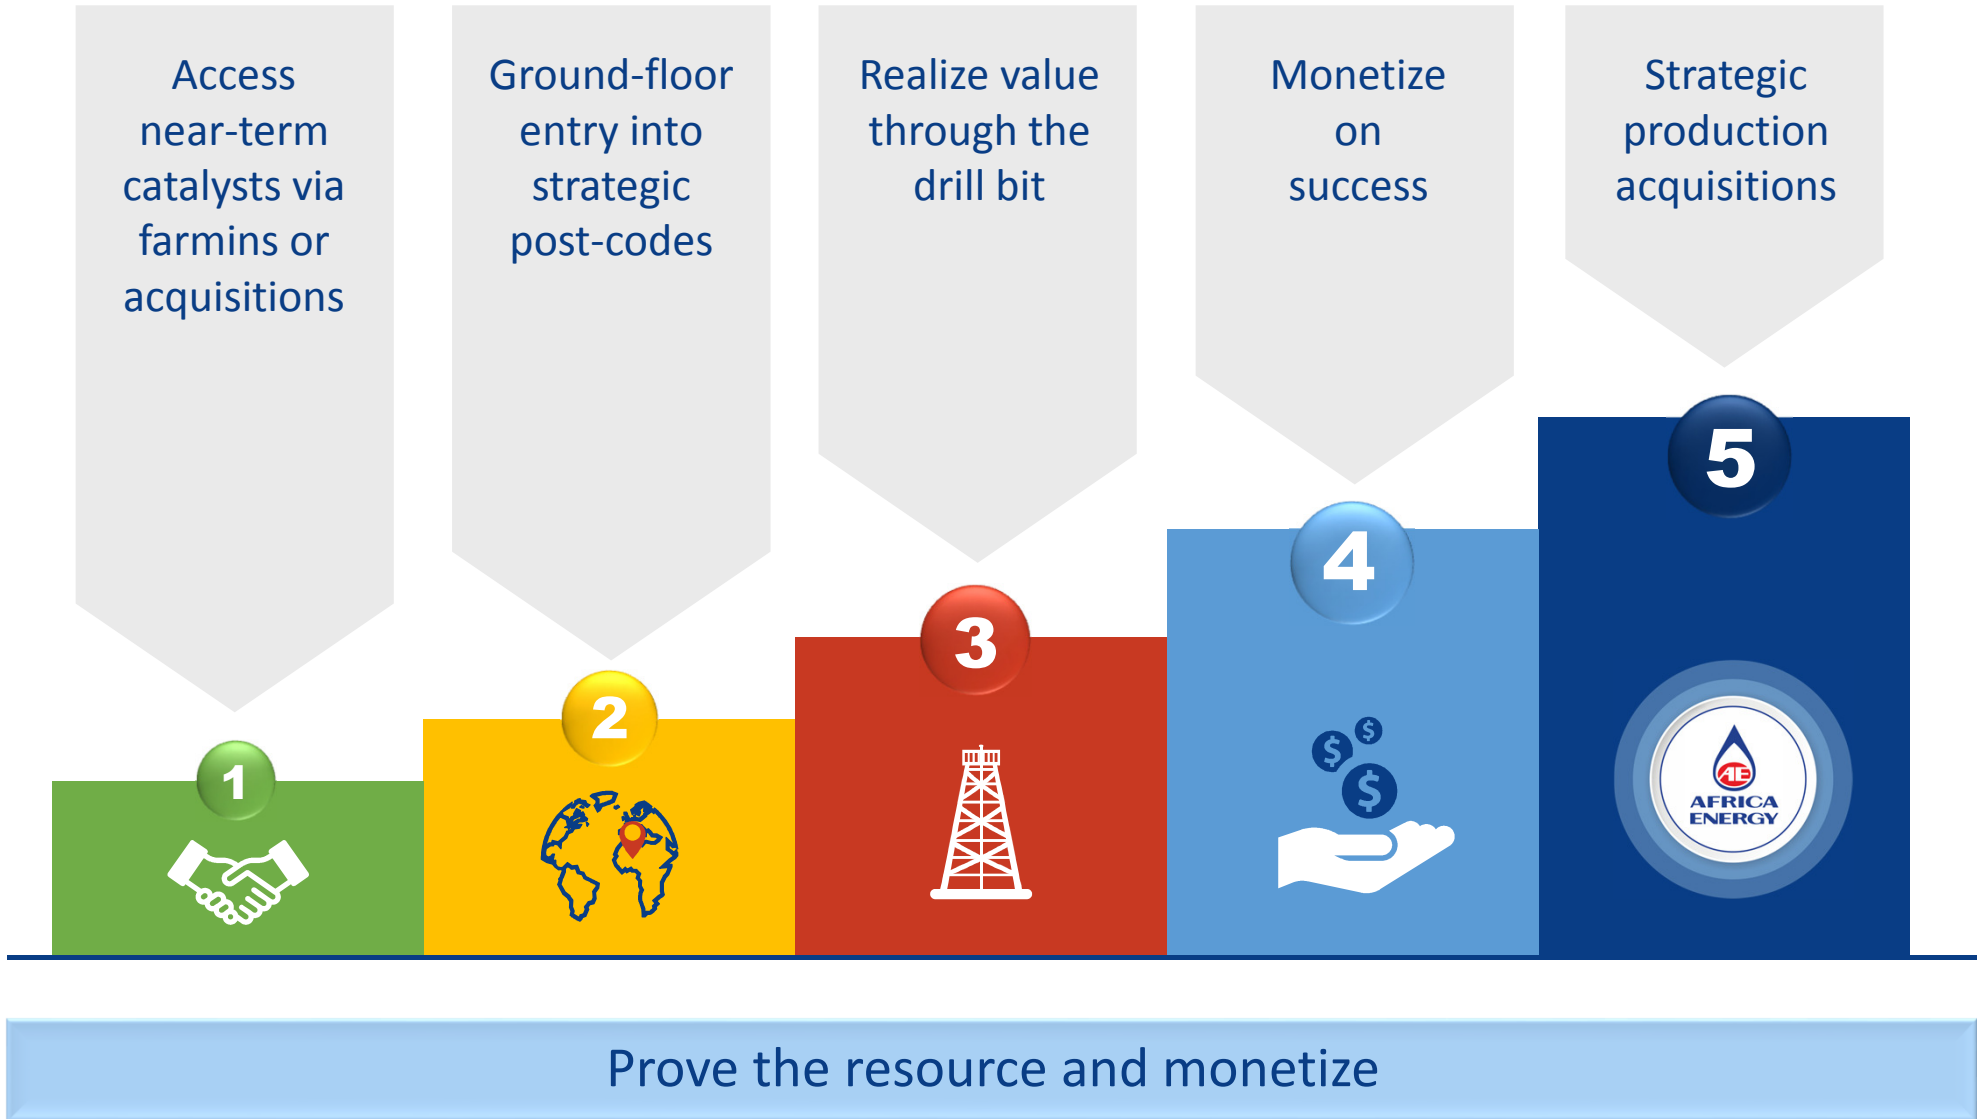 Access
near-term
catalysts via
farmins or
acquisitions
Ground-floor
entry into
strategic
post-codes
Realize value
through the
drill bit
Monetize
on
success
Strategic
production
acquisitions
1
2
3
4
5
$
$
$
AE
AFRICA
ENERGY
Prove the resource and monetize